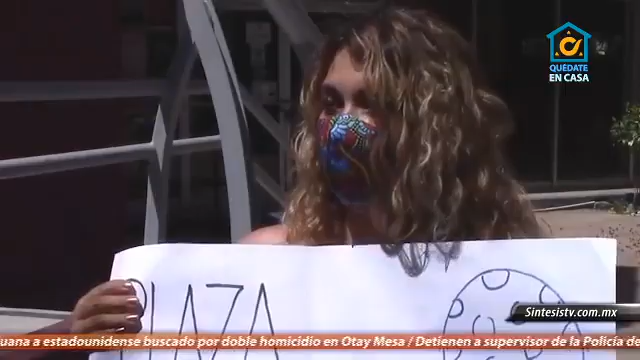 QUÉDATE
EN CASA
PLAZA
Sintesistv.com.mx
uana a estadounidense buscado por doble homicidio en Otay Mesa / Detienen a supervisor de la Policía de